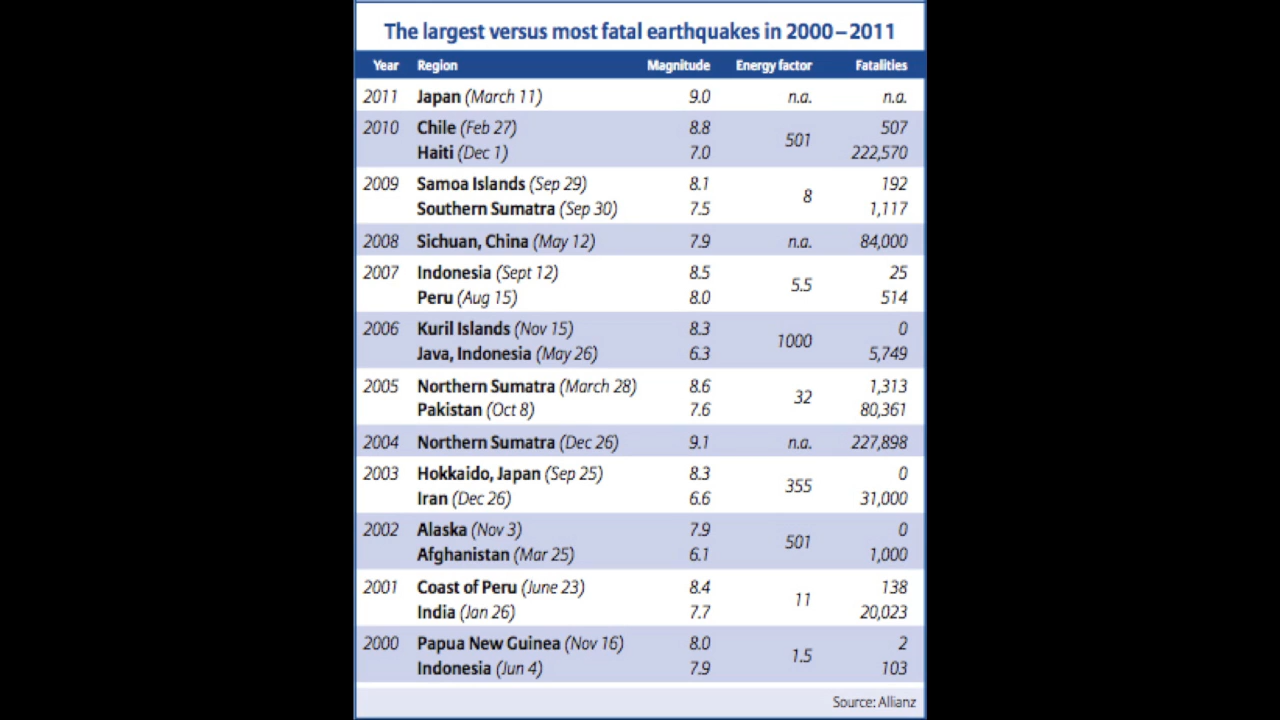 The largest versus most fatal earthquakes in 2000–2011
Year Region Magnitude Energy factor Fatalities
2011 Japan (March 11) 9.0 n.a. n.a.
2010 Chile (Feb 27) 8.8 501 507
Haiti (Dec 1) 7.0 222,570
2009 Samoa Islands (Sep 29) 8.1 8 192
Southern Sumatra (Sep 30) 7.5 1,117
2008 Sichuan, China (May 12) 7.9 n.a. 84,000
2007 Indonesia (Sept 12) 8.5 5.5 25
Peru (Aug 15) 8.0 514
2006 Kuril Islands (Nov 15) 8.3 1000 0
Java, Indonesia (May 26) 6.3 5,749
2005 Northern Sumatra (March 28) 8.6 32 1,313
Pakistan (Oct 8) 7.6 80,361
2004 Northern Sumatra (Dec 26) 9.1 n.a. 227,898
2003 Hokkaido, Japan (Sep 25) 8.3 355 0
Iran (Dec 26) 6.6 31,000
2002 Alaska (Nov 3) 7.9 501 0
Afghanistan (Mar 25) 6.1 1,000
2001 Coast of Peru (June 23) 8.4 11 138
India (Jan 26) 7.7 20,023
2000 Papua New Guinea (Nov 16) 8.0 1.5 2
Indonesia (Jun 4) 7.9 103
Source: Allianz